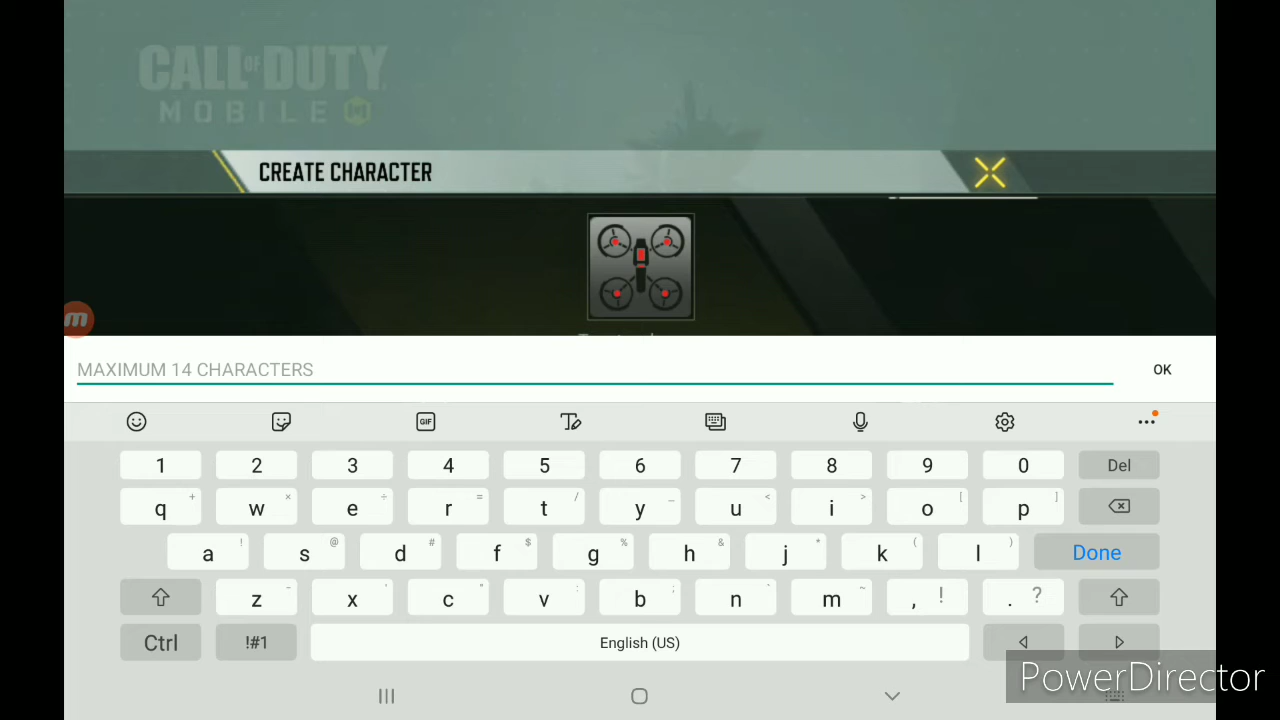 CALL OF DUTY
MOBILE
CREATE CHARACTER
m
MAXIMUM 14 CHARACTERS
OK
GIF
1 2 3 4 5 6 7 8 9 0 Del
q + w × e ÷ r = t / y _ u < i > o [ p ]
a ! s @ d # f $ g % h & j * k ( l ) Done
z - x ' c " v : b ; n ` m ~ , ! . ?
Ctrl !#1 English (US)
PowerDirector